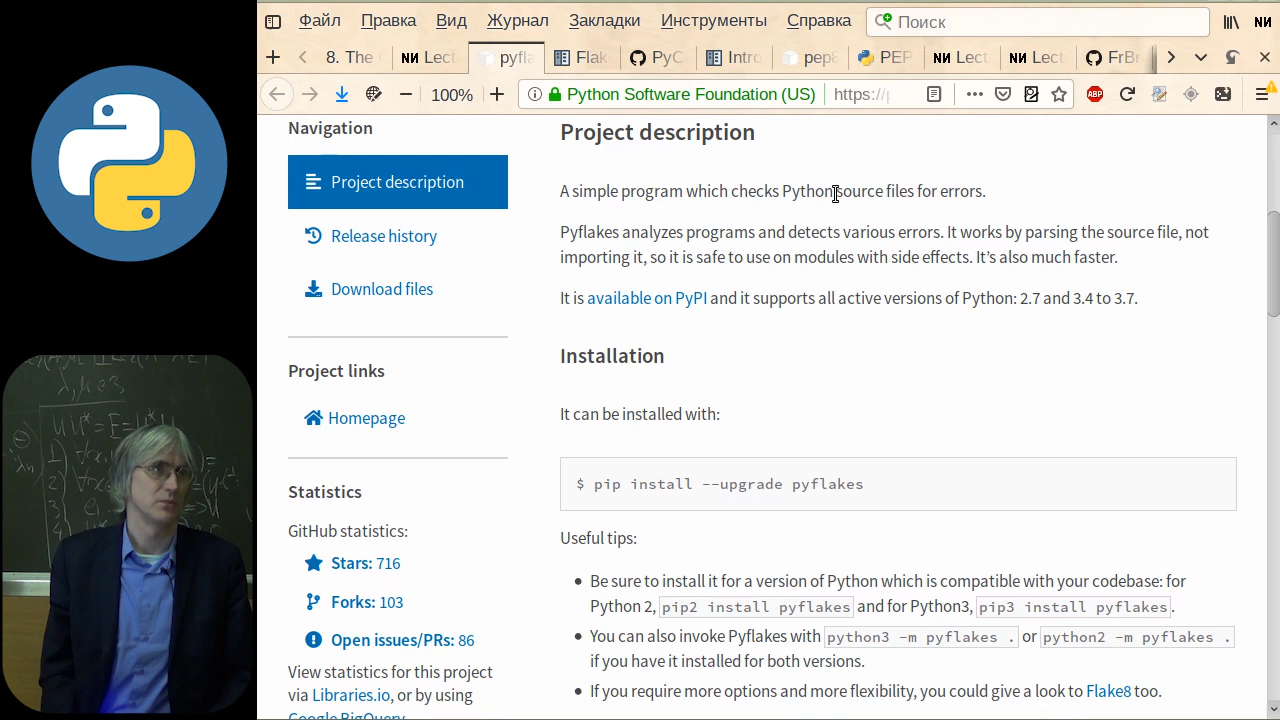 Файл Правка Вид Журнал Закладки Инструменты Справка Поиск
8. The pyfla Flak PyC Intro pep8 PEP Lect Lect FrBr
100% Python Software Foundation (US) https://p ABP
Navigation
Project description
Release history
Download files
Project links
Homepage
Statistics
GitHub statistics:
Stars: 716
Forks: 103
Open issues/PRs: 86
View statistics for this project
via Libraries.io, or by using
Google BigQuery
Project description
A simple program which checks Python source files for errors.
Pyflakes analyzes programs and detects various errors. It works by parsing the source file, not
importing it, so it is safe to use on modules with side effects. It’s also much faster.
It is available on PyPI and it supports all active versions of Python: 2.7 and 3.4 to 3.7.
Installation
It can be installed with:
$ pip install --upgrade pyflakes
Useful tips:
● Be sure to install it for a version of Python which is compatible with your codebase: for
Python 2, pip2 install pyflakes and for Python3, pip3 install pyflakes.
● You can also invoke Pyflakes with python3 -m pyflakes . or python2 -m pyflakes .
if you have it installed for both versions.
● If you require more options and more flexibility, you could give a look to Flake8 too.